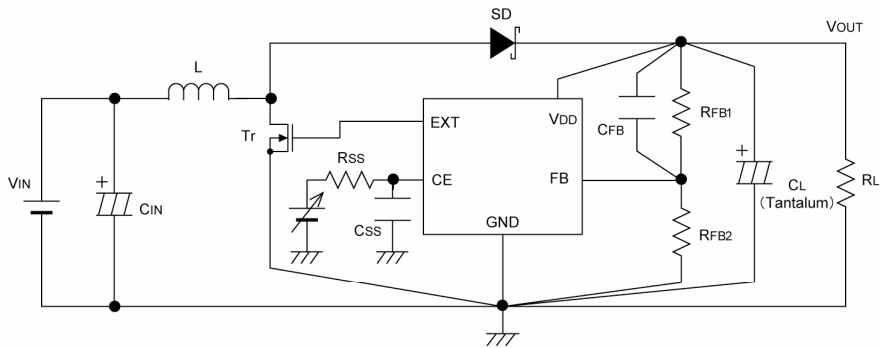 SD
VOUT
L
Tr
EXT
VDD
CFB
RFB1
RSS
CE
FB
VIN
+
CIN
CSS
GND
RFB2
+
CL
(Tantalum)
RL